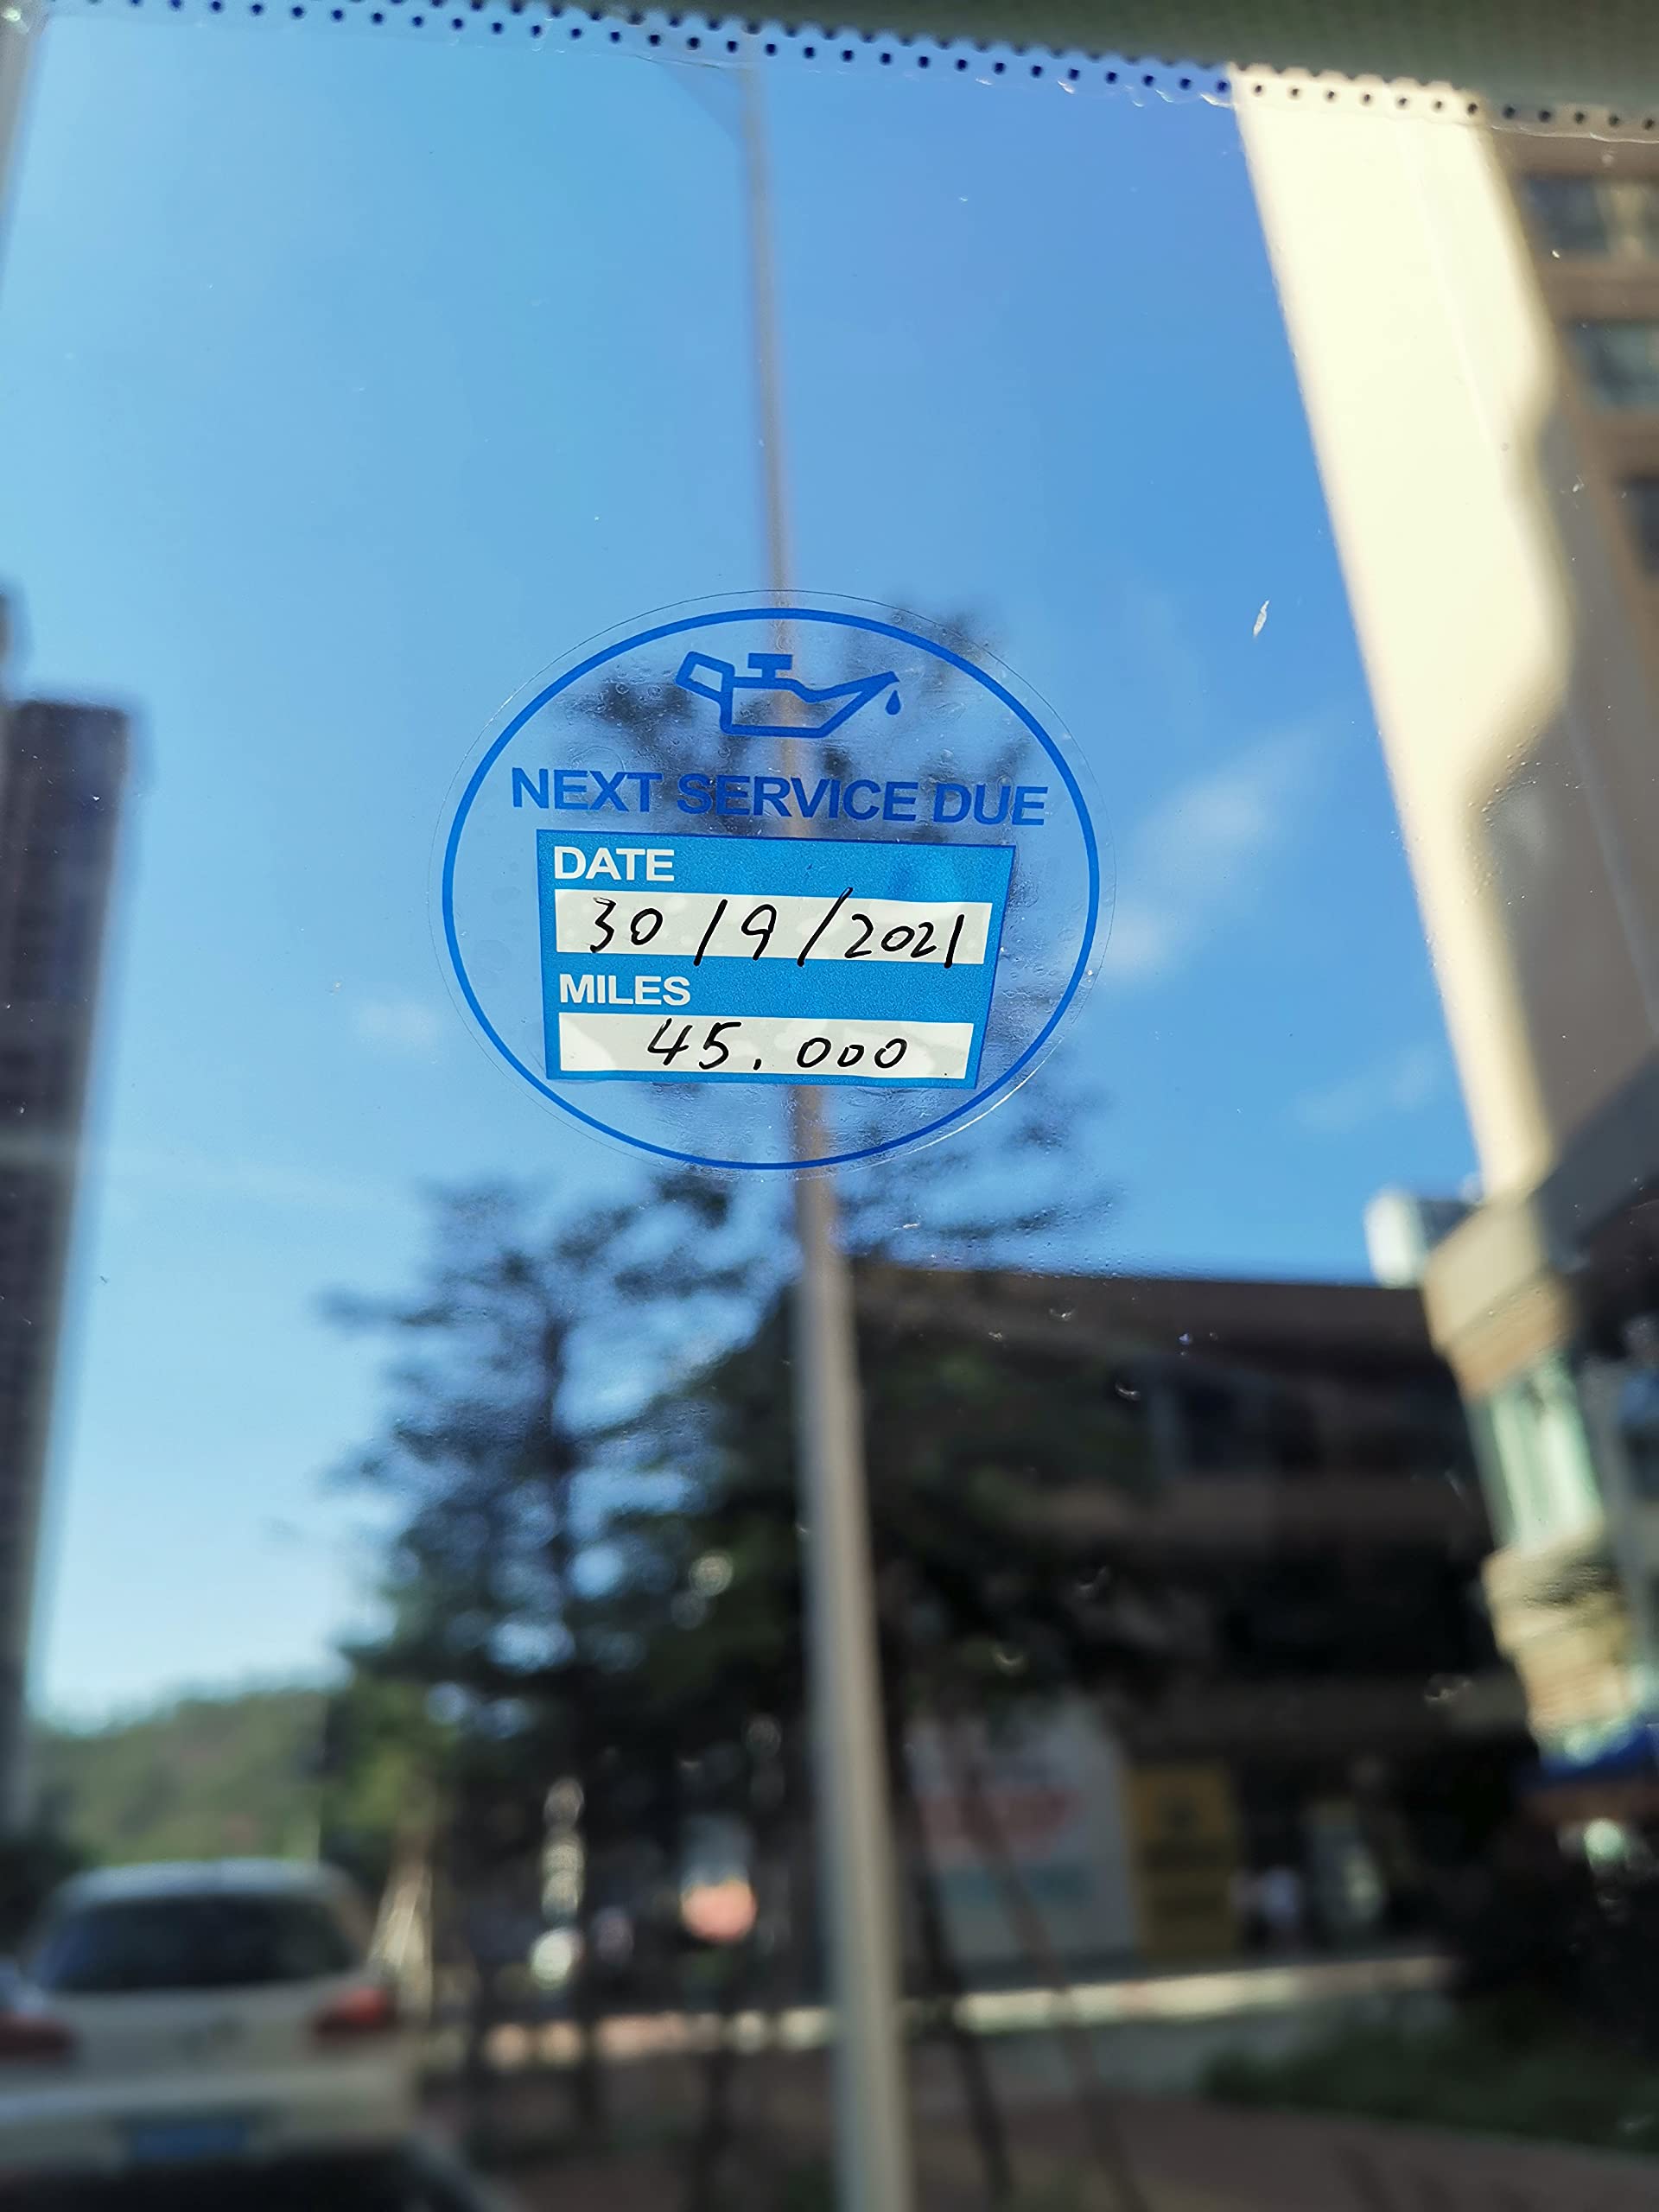 NEXT SERVICE DUE
DATE
30/9/2021
MILES
45.000